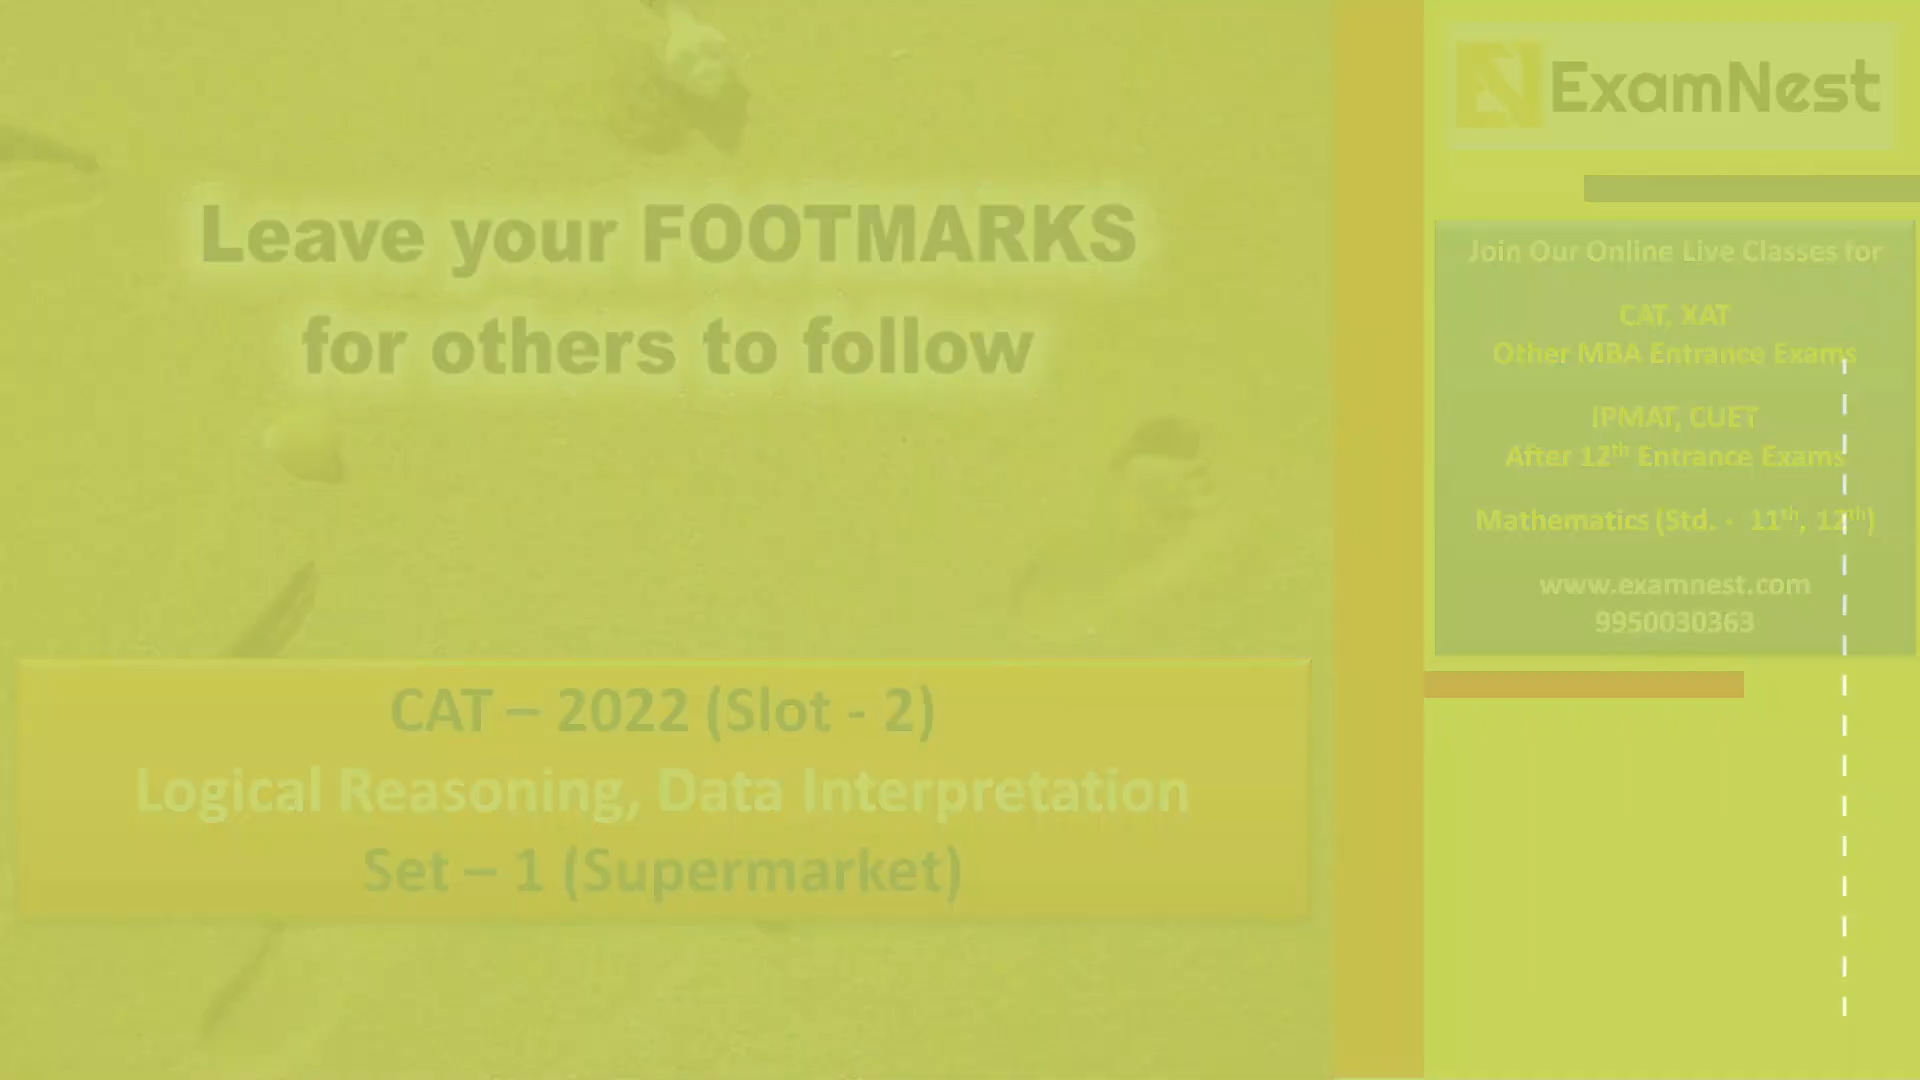 Leave your FOOTMARKS
for others to follow
CAT – 2022 (Slot - 2)
Logical Reasoning, Data Interpretation
Set – 1 (Supermarket)
ExamNest
Join Our Online Live Classes for
CAT, XAT
Other MBA Entrance Exams
IPMAT, CUET
After 12th Entrance Exams
Mathematics (Std. - 11th, 12th)
www.examnest.com
9950030363